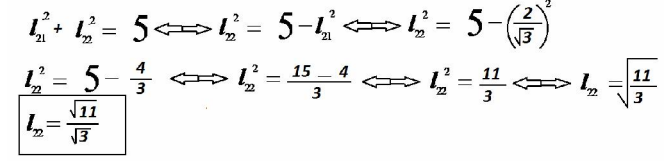 l₂₁² + l₂₂² = 5 ⟺ l₂₂² = 5 − l₂₁² ⟺ l₂₂² = 5 − (2/√3)²
l₂₂² = 5 − 4/3 ⟺ l₂₂² = (15 − 4)/3 ⟺ l₂₂² = 11/3 ⟺ l₂₂ = √(11/3)
l₂₂ = √11/√3